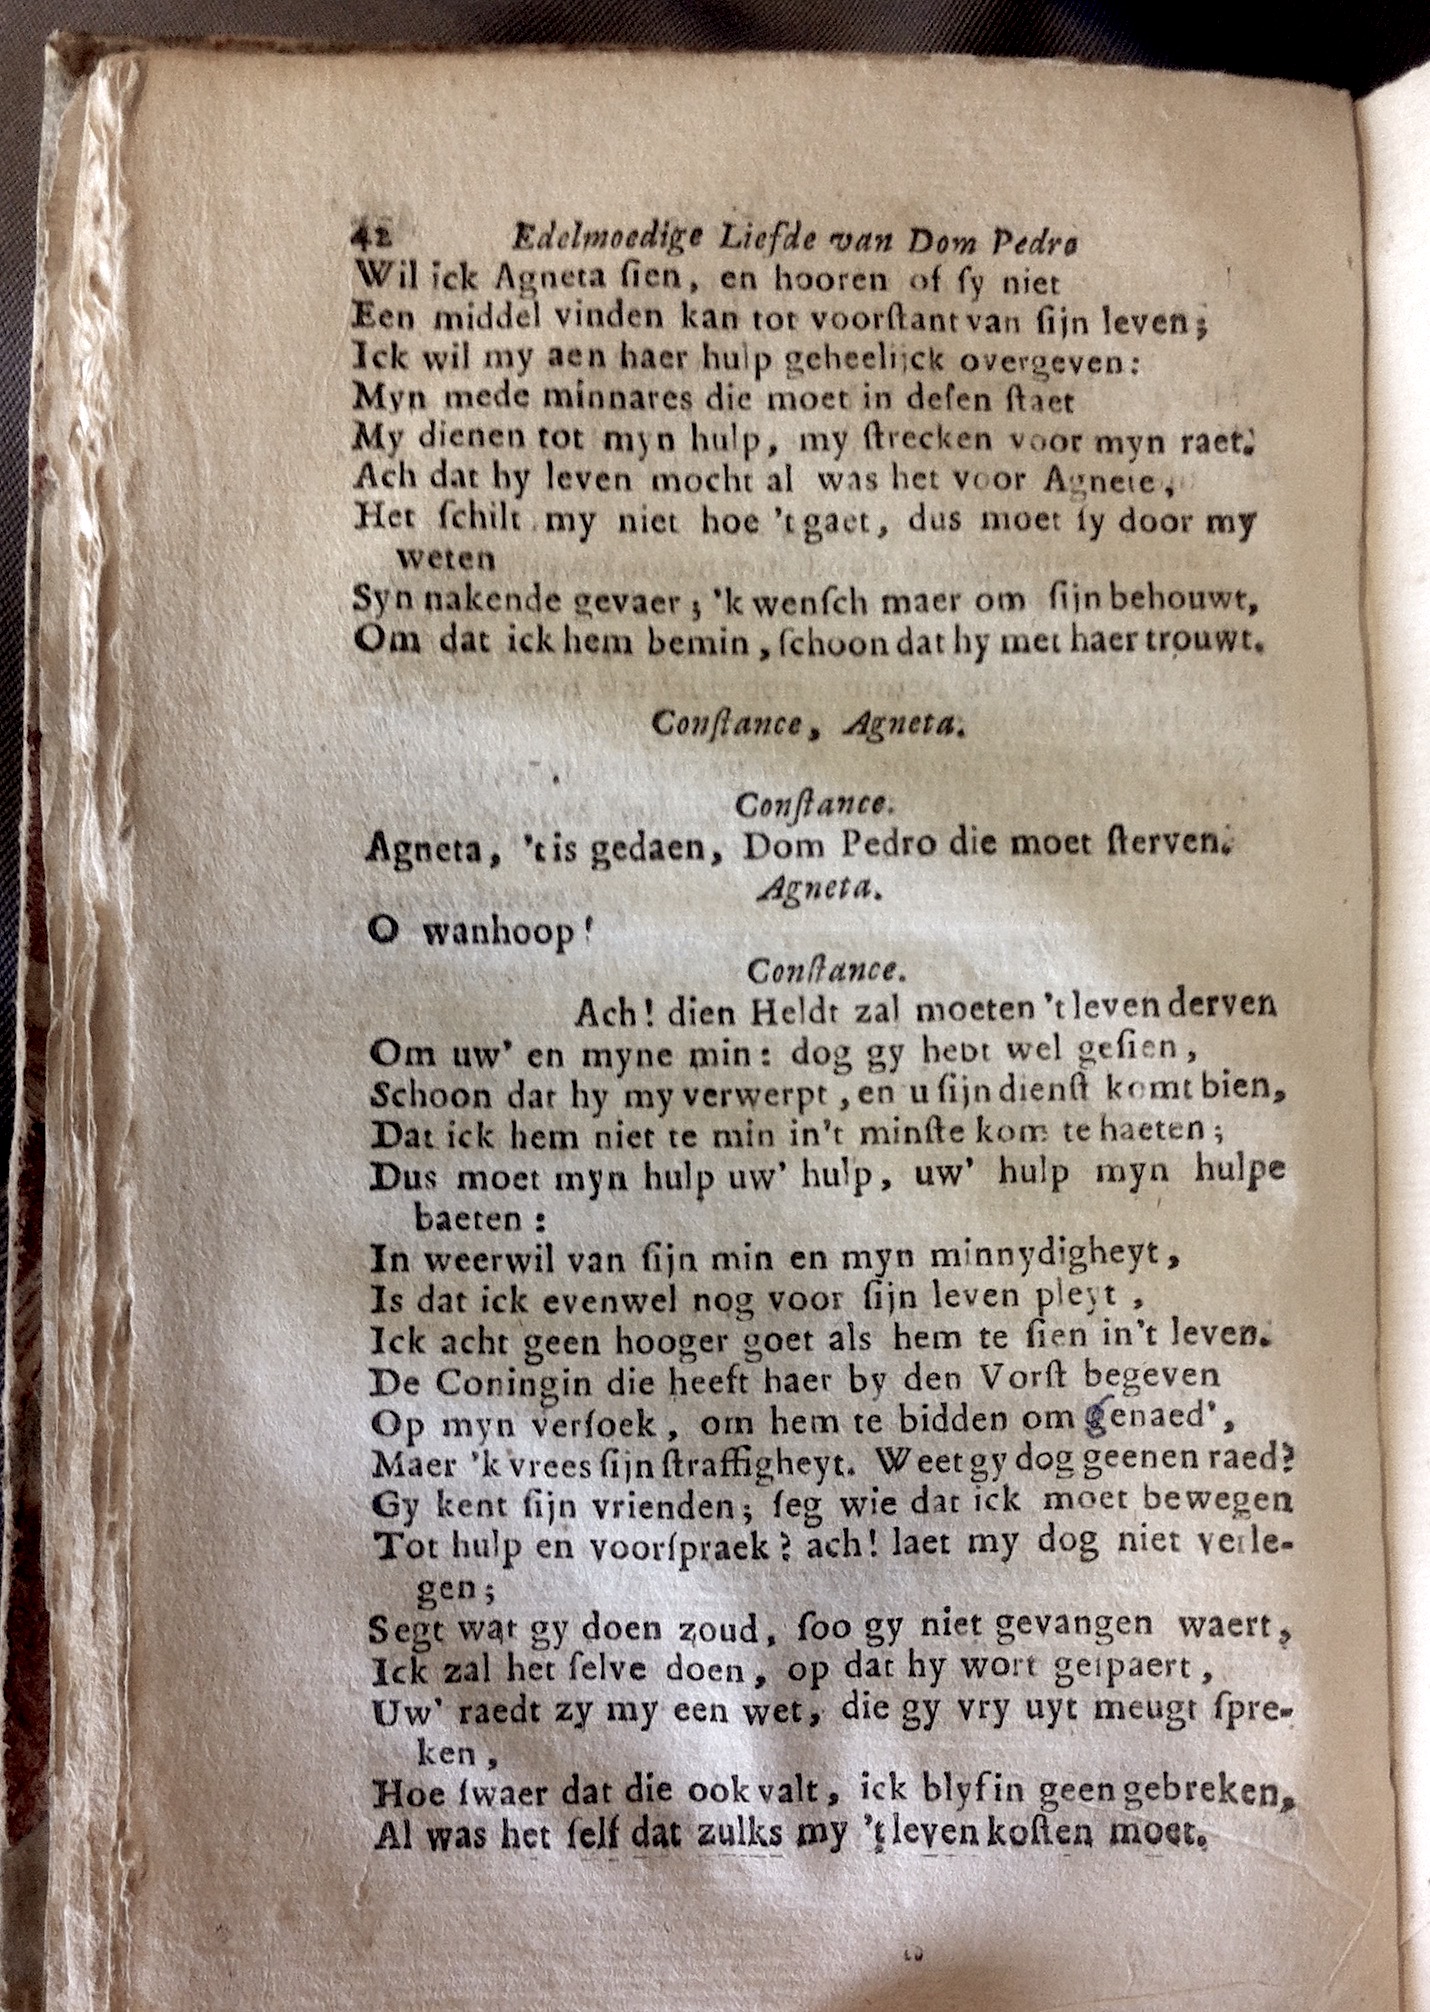 42 Edelmoedige Liefde van Dom Pedro
Wil ick Agneta ſien, en hooren of ſy niet
Een middel vinden kan tot voorſtant van ſijn leven;
Ick wil my aen haer hulp geheelijck overgeven:
Myn mede minnares die moet in deſen ſtaet
My dienen tot myn hulp, my ſtrecken voor myn raet.
Ach dat hy leven mocht al was het voor Agnete,
Het ſchilt my niet hoe 't gaet, dus moet ſy door my
weten
Syn nakende gevaer; 'k wenſch maer om ſijn behouwt,
Om dat ick hem bemin, ſchoon dat hy met haer trouwt.
Conſtance, Agneta.
Conſtance.
Agneta, 't is gedaen, Dom Pedro die moet ſterven.
Agneta.
O wanhoop!
Conſtance.
Ach! dien Heldt zal moeten 't leven derven
Om uw' en myne min: dog gy hebt wel geſien,
Schoon dat hy my verwerpt, en u ſijn dienſt komt bien,
Dat ick hem niet te min in't minſte kom te haeten;
Dus moet myn hulp uw' hulp, uw' hulp myn hulpe
baeten:
In weerwil van ſijn min en myn minnydigheyt,
Is dat ick evenwel nog voor ſijn leven pleyt,
Ick acht geen hooger goet als hem te ſien in't leven.
De Coningin die heeft haer by den Vorſt begeven
Op myn verſoek, om hem te bidden om genaed',
Maer 'k vrees ſijn ſtraffigheyt. Weet gy dog geenen raed?
Gy kent ſijn vrienden; ſeg wie dat ick moet bewegen
Tot hulp en voorſpraek? ach! laet my dog niet verle-
gen;
Segt wat gy doen zoud, ſoo gy niet gevangen waert,
Ick zal het ſelve doen, op dat hy wort geſpaert,
Uw' raedt zy my een wet, die gy vry uyt meugt ſpre-
ken,
Hoe ſwaer dat die ook valt, ick blyf in geen gebreken,
Al was het ſelf dat zulks my 't leven koſten moet.